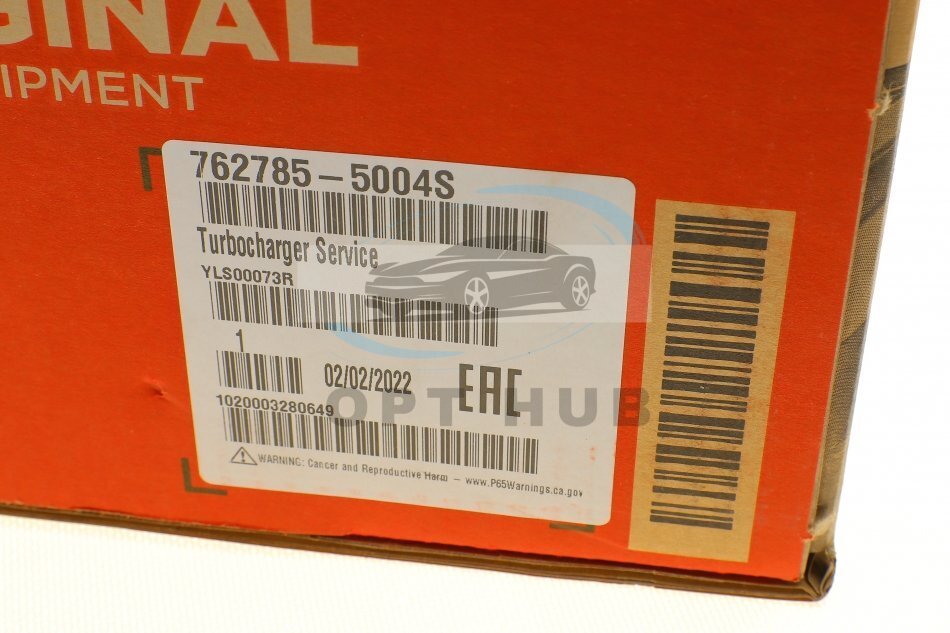 GINAL
IPMENT
762785-5004S
Turbocharger Service
YLS00073R
1
02/02/2022
EAC
OPT HUB
1020003280649
WARNING: Cancer and Reproductive Harm - www.P65Warnings.ca.gov